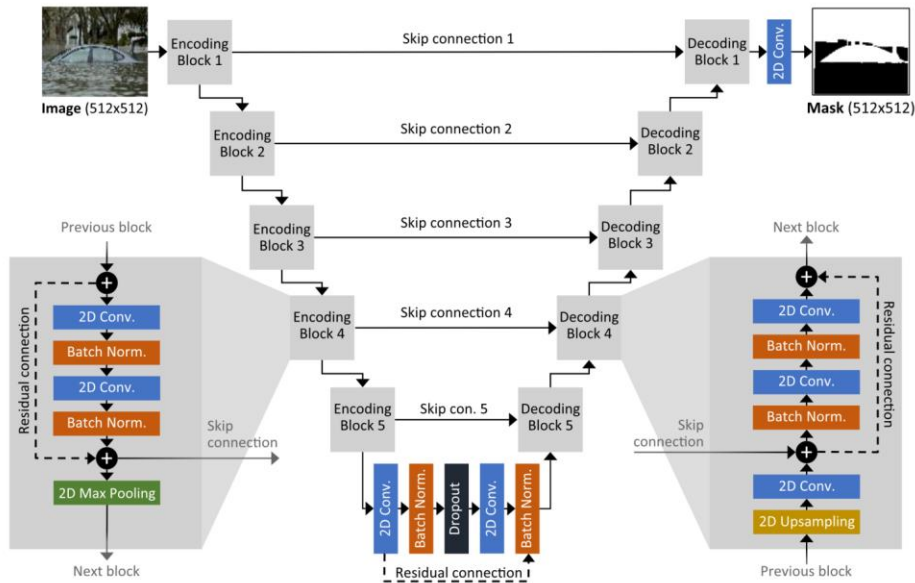 Image (512x512)
Encoding
Block 1
Skip connection 1
Decoding
Block 1
2D Conv.
Mask (512x512)
Encoding
Block 2
Skip connection 2
Decoding
Block 2
Encoding
Block 3
Skip connection 3
Decoding
Block 3
Encoding
Block 4
Skip connection 4
Decoding
Block 4
Encoding
Block 5
Skip con. 5
Decoding
Block 5
2D Conv.
Batch Norm.
Dropout
2D Conv.
Batch Norm.
Residual connection
Previous block
+
2D Conv.
Batch Norm.
2D Conv.
Batch Norm.
+
2D Max Pooling
Next block
Residual connection
Skip
connection
Next block
+
2D Conv.
Batch Norm.
2D Conv.
Batch Norm.
+
2D Conv.
2D Upsampling
Previous block
Residual connection
Skip
connection